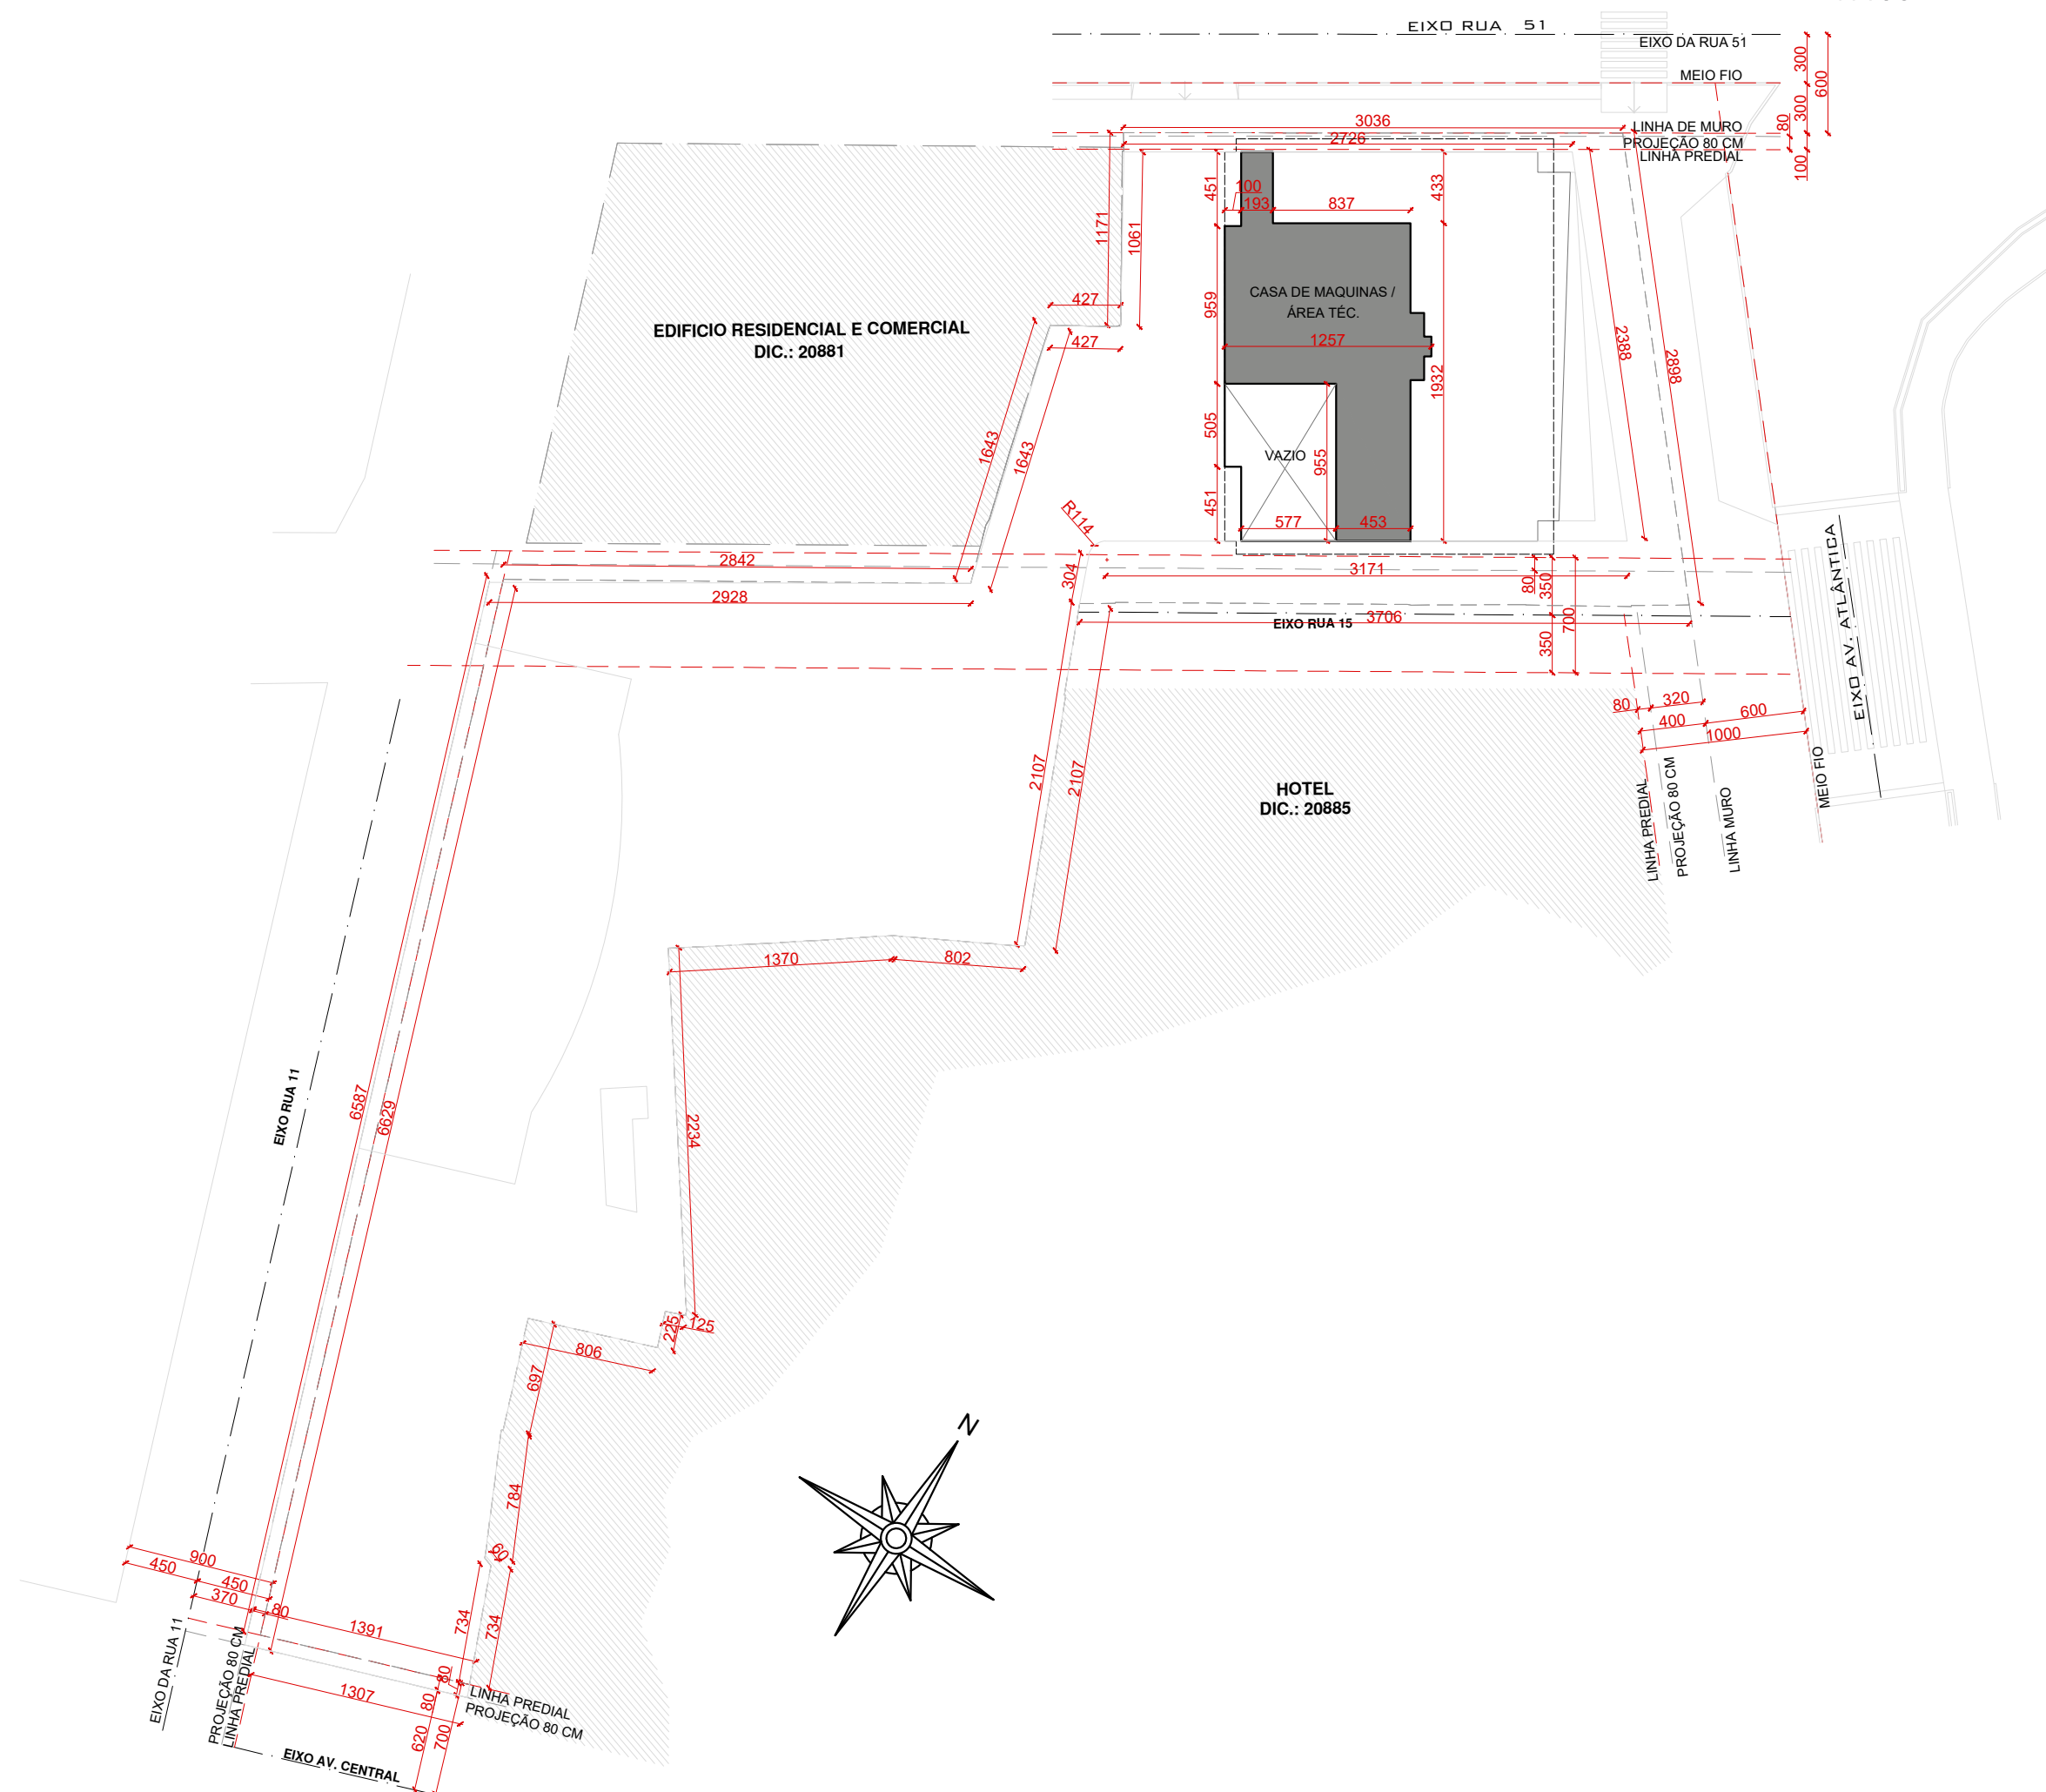 EIXO RUA 51
EIXO DA RUA 51
300
600
MEIO FIO
300
80
3036
LINHA DE MURO
2726
PROJEÇÃO 80 CM
LINHA PREDIAL
100
451
100
193
837
433
1171
1061
427
427
EDIFICIO RESIDENCIAL E COMERCIAL
DIC.: 20881
959
CASA DE MAQUINAS /
ÁREA TÉC.
1257
1932
2388
2898
1643
1643
505
VAZIO
955
451
577
453
R114
304
2842
2928
3171
80
350
700
EIXO RUA 15
3706
350
EIXO AV. ATLÂNTICA
80
320
400
600
1000
LINHA PREDIAL
PROJEÇÃO 80 CM
LINHA MURO
MEIO FIO
2107
2107
HOTEL
DIC.: 20885
1370
802
EIXO RUA 11
6587
6629
2234
225
125
806
697
784
60
N
900
450
450
370
80
1391
734
734
EIXO DA RUA 11
PROJEÇÃO 80 CM
LINHA PREDIAL
1307
80
80
LINHA PREDIAL
PROJEÇÃO 80 CM
620
700
EIXO AV. CENTRAL